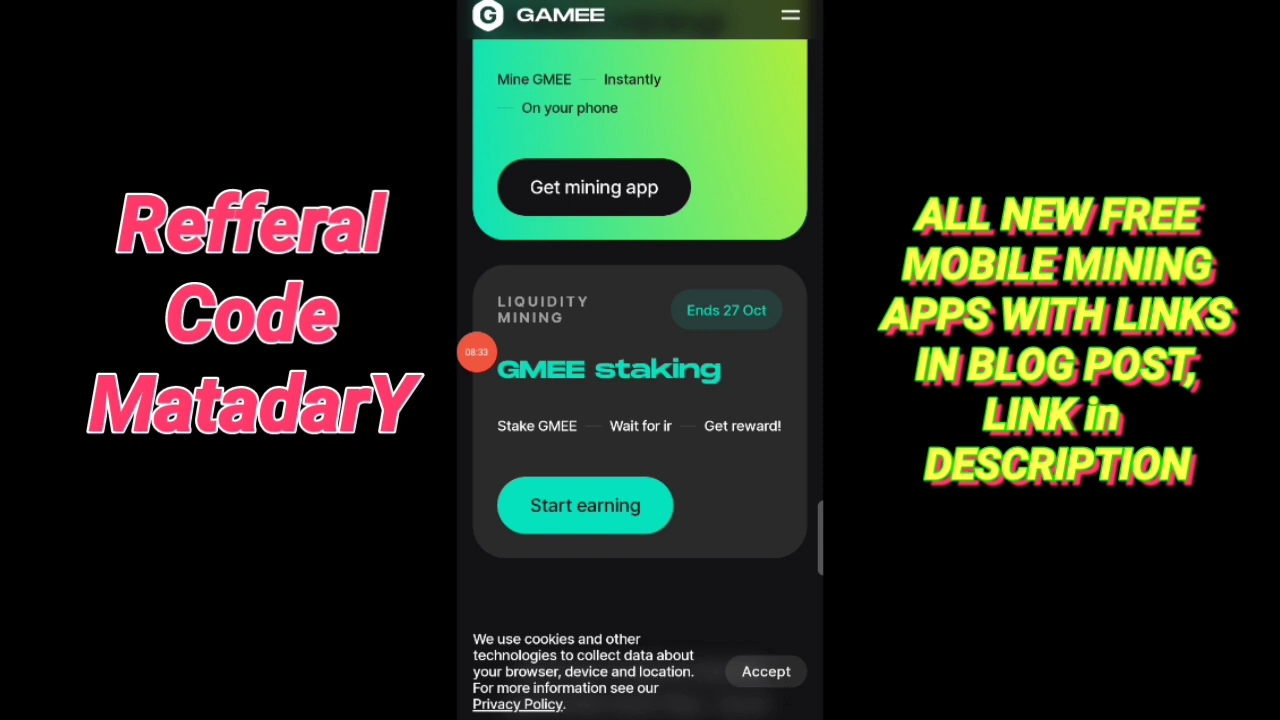 Refferal
Code
MatadarY
G GAMEE
Mine GMEE — Instantly
— On your phone
Get mining app
LIQUIDITY
MINING
Ends 27 Oct
08:33
GMEE staking
Stake GMEE — Wait for ir — Get reward!
Start earning
We use cookies and other
technologies to collect data about
your browser, device and location.
For more information see our
Privacy Policy.
Accept
ALL NEW FREE
MOBILE MINING
APPS WITH LINKS
IN BLOG POST,
LINK in
DESCRIPTION